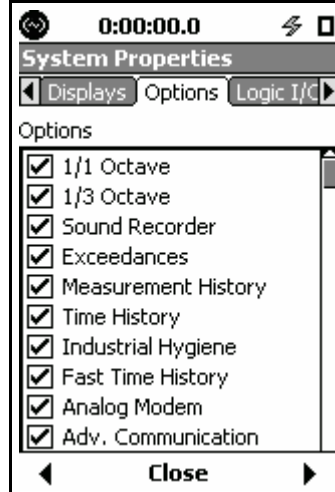 0:00:00.0
System Properties
Displays Options Logic I/O
Options
1/1 Octave
1/3 Octave
Sound Recorder
Exceedances
Measurement History
Time History
Industrial Hygiene
Fast Time History
Analog Modem
Adv. Communication
Close